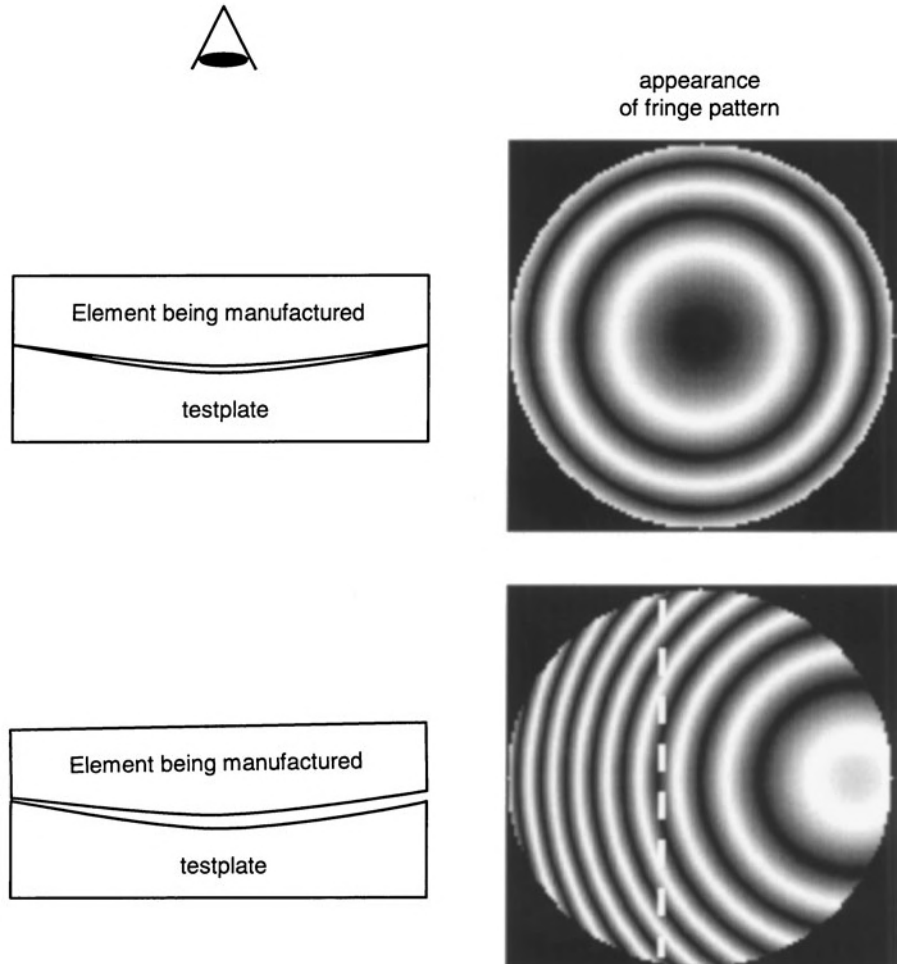 appearance
of fringe pattern
Element being manufactured
testplate
Element being manufactured
testplate